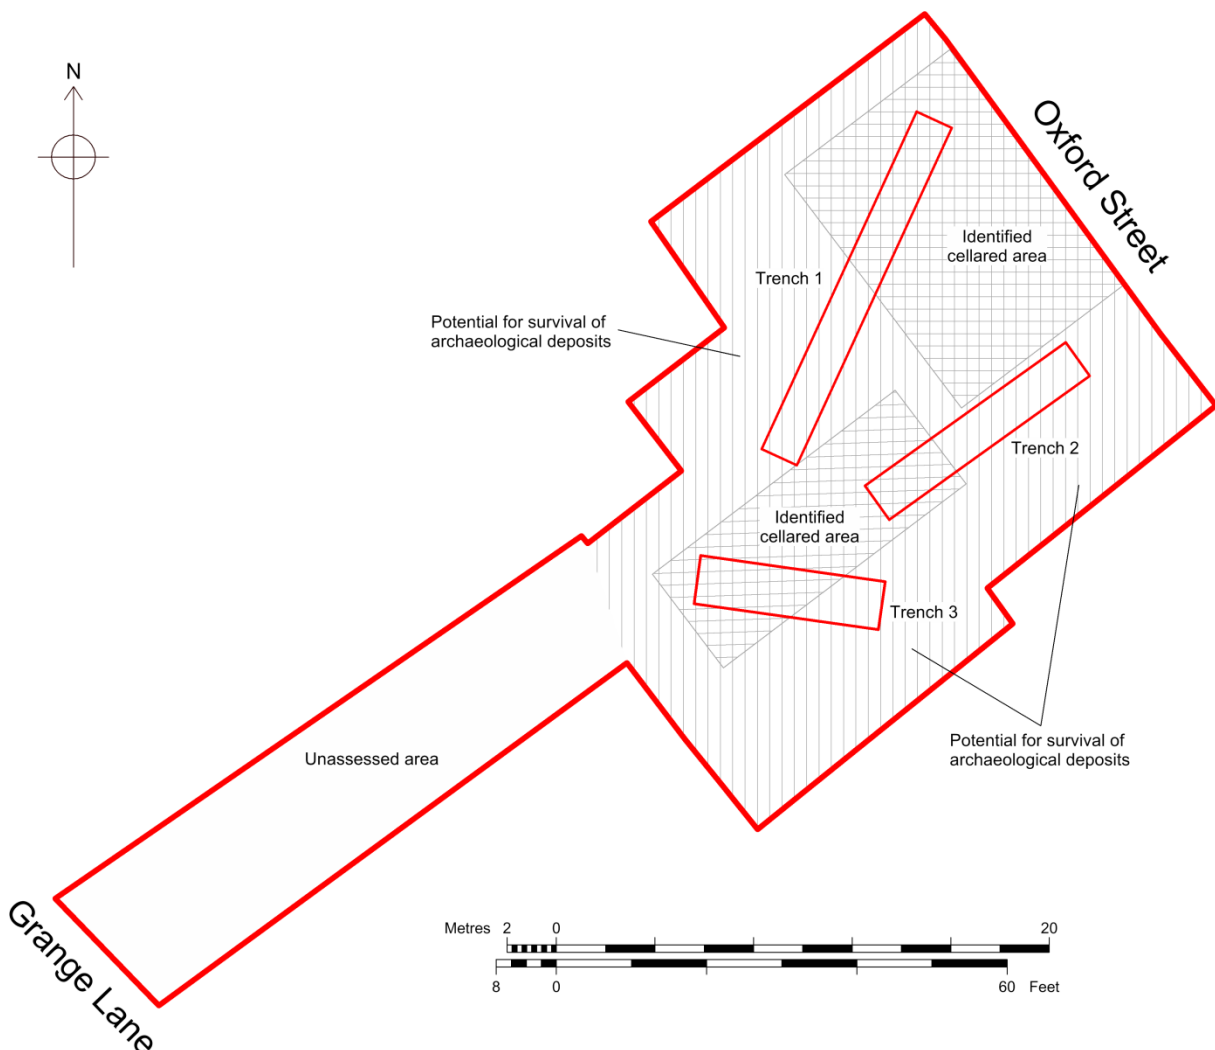 N
Oxford Street
Identified
cellared area
Trench 1
Potential for survival of
archaeological deposits
Trench 2
Identified
cellared area
Trench 3
Potential for survival of
archaeological deposits
Unassessed area
Grange Lane
Metres 2 0 20
8 0 60 Feet